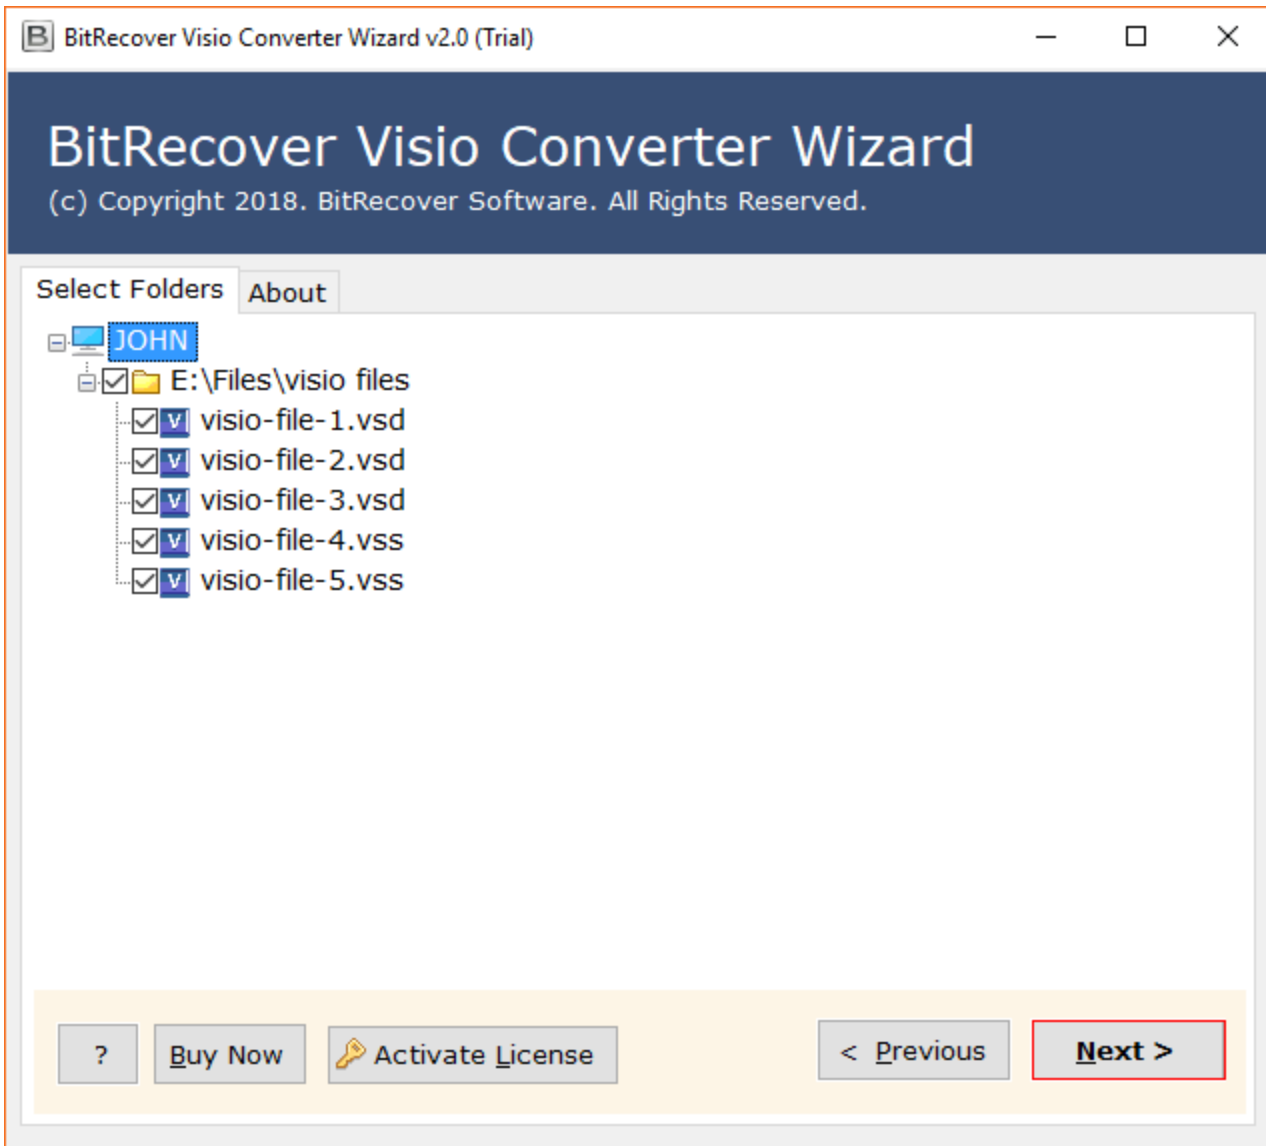 B BitRecover Visio Converter Wizard v2.0 (Trial)
BitRecover Visio Converter Wizard
(c) Copyright 2018. BitRecover Software. All Rights Reserved.
Select Folders About
JOHN
E:\Files\visio files
V visio-file-1.vsd
V visio-file-2.vsd
V visio-file-3.vsd
V visio-file-4.vss
V visio-file-5.vss
? Buy Now Activate License < Previous Next >